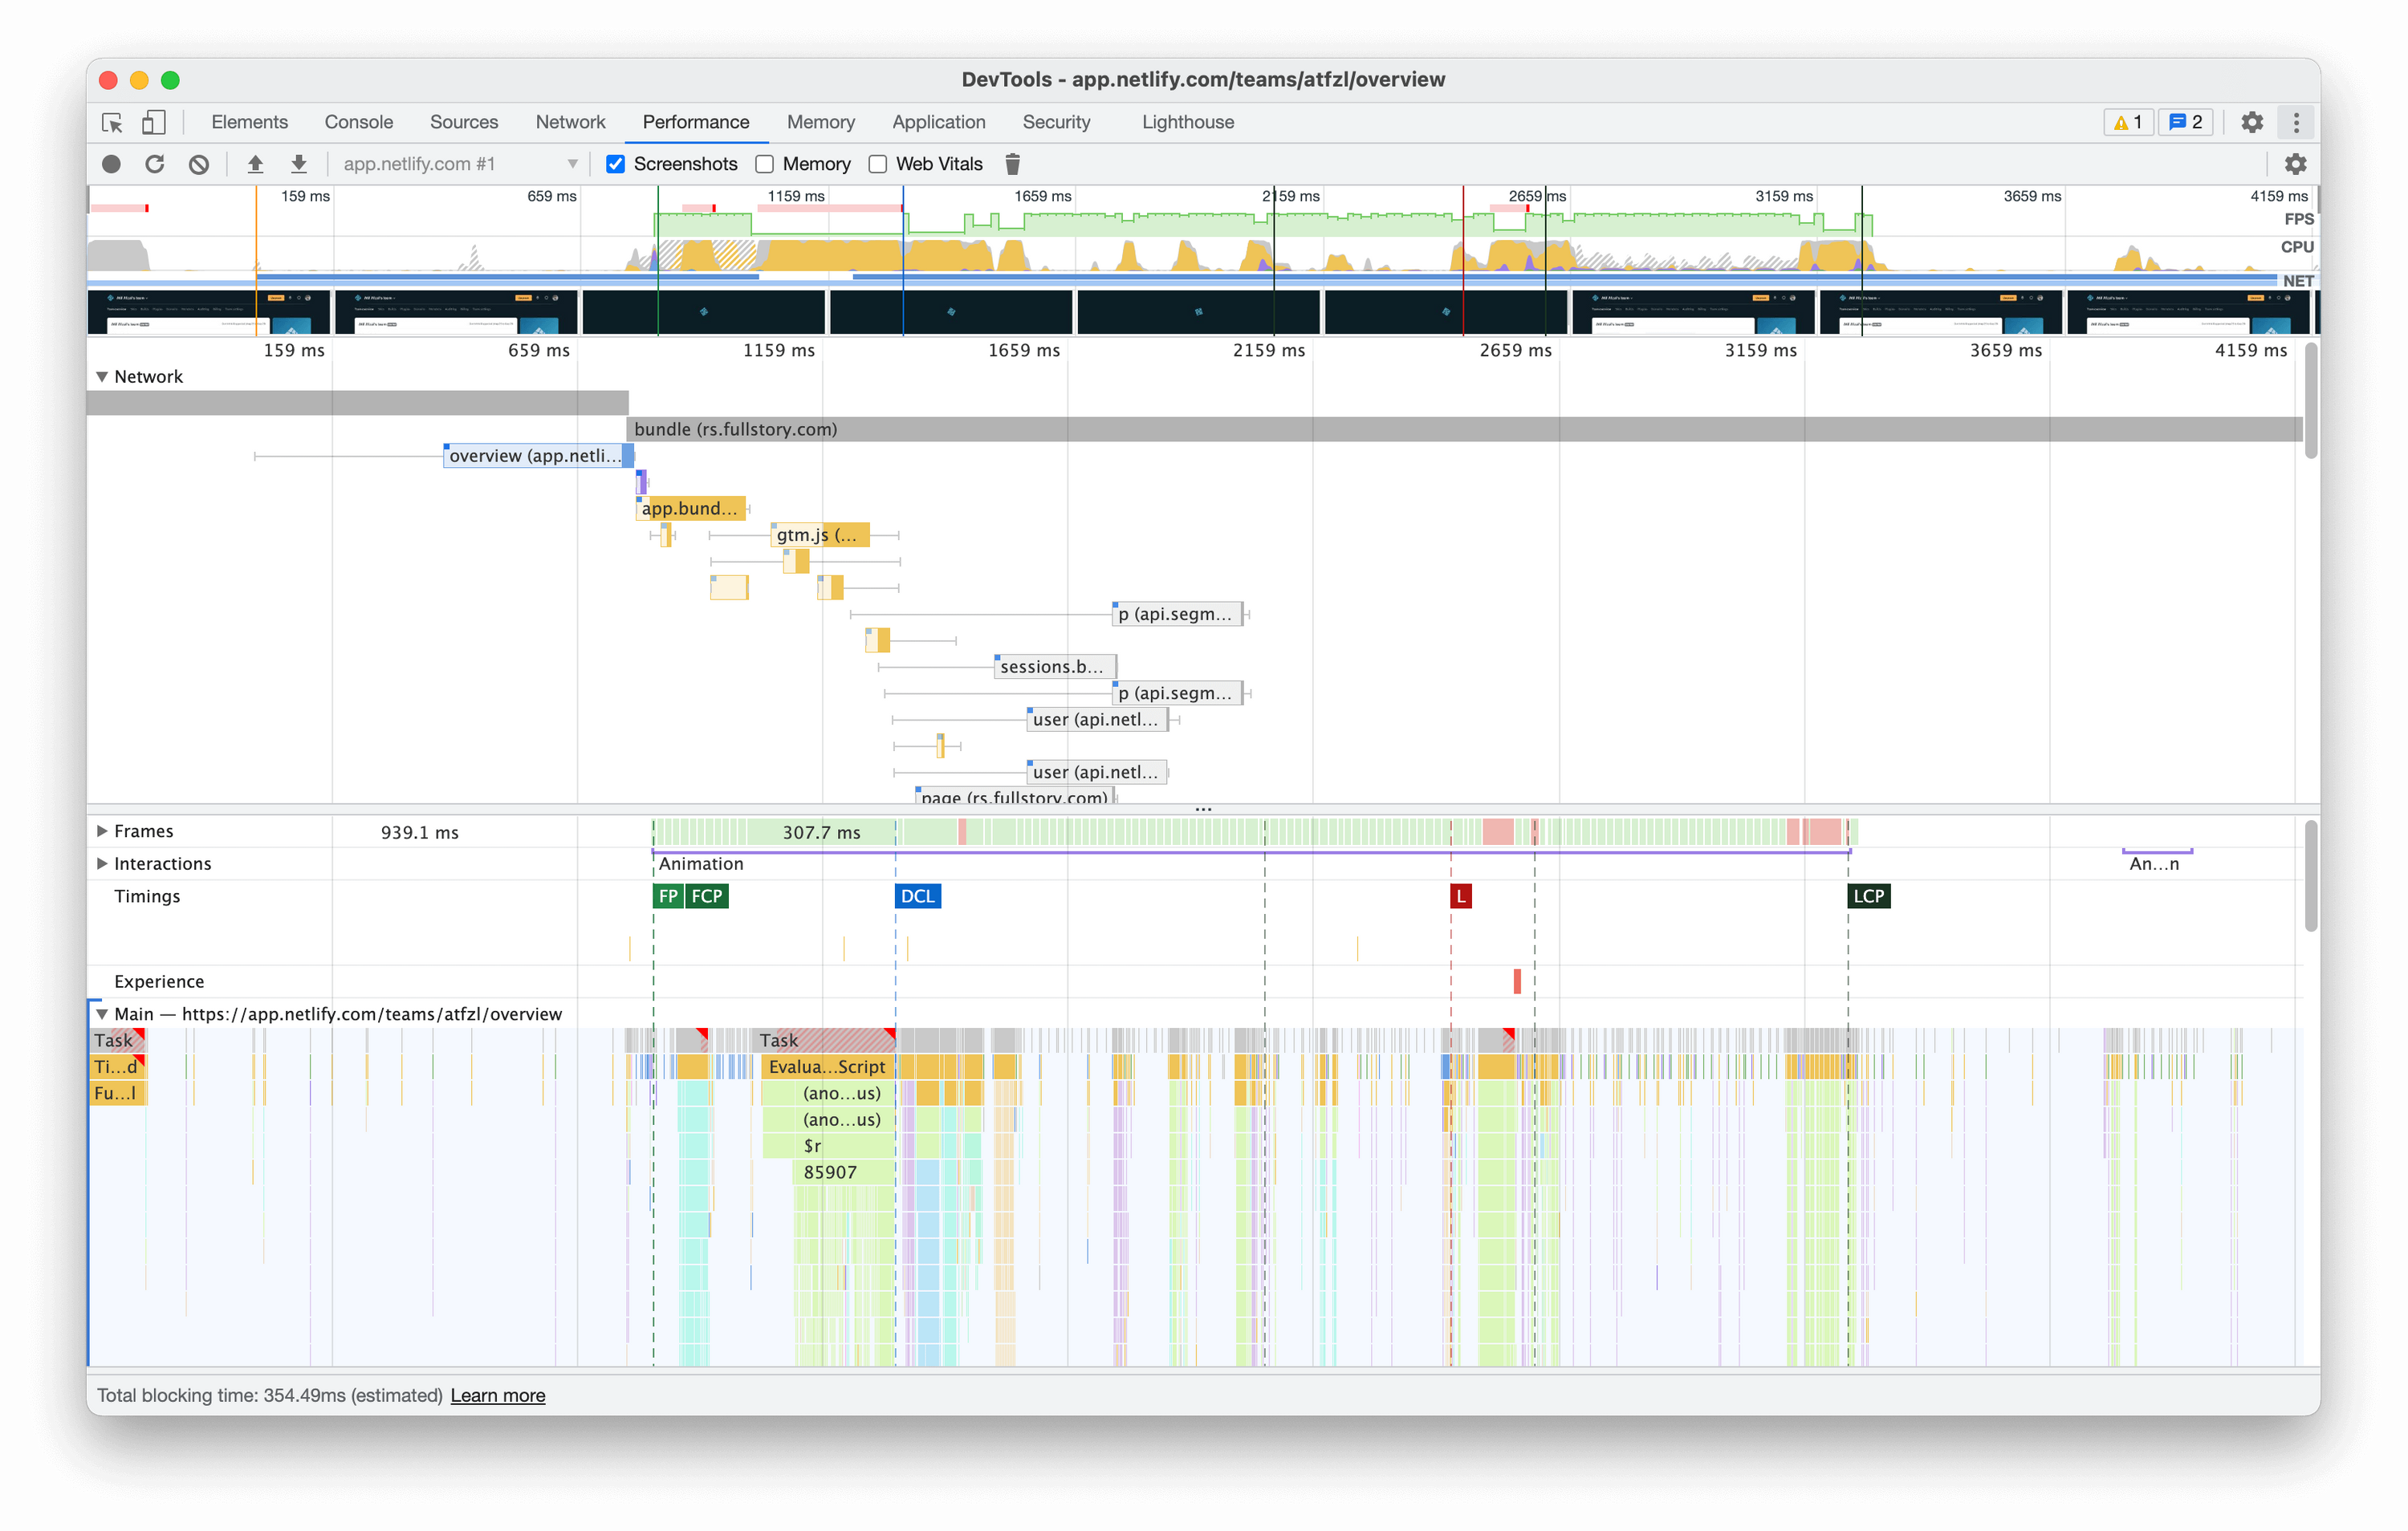 DevTools - app.netlify.com/teams/atfzl/overview
Elements Console Sources Network Performance Memory Application Security Lighthouse 1 2
app.netlify.com #1 Screenshots Memory Web Vitals
159 ms 659 ms 1159 ms 1659 ms 2159 ms 2659 ms 3159 ms 3659 ms 4159 ms
FPS
CPU
NET
159 ms 659 ms 1159 ms 1659 ms 2159 ms 2659 ms 3159 ms 3659 ms 4159 ms
Network
bundle (rs.fullstory.com)
overview (app.netli...
app.bund...
gtm.js (...
p (api.segm...
sessions.b...
p (api.segm...
user (api.netl...
user (api.netl...
page (rs.fullstory.com)
Frames 939.1 ms 307.7 ms
Interactions Animation An...n
Timings FP FCP DCL L LCP
Experience
Main — https://app.netlify.com/teams/atfzl/overview
Task Task
Ti...d Evalua...Script
Fu...l (ano...us)
(ano...us)
$r
85907
Total blocking time: 354.49ms (estimated) Learn more